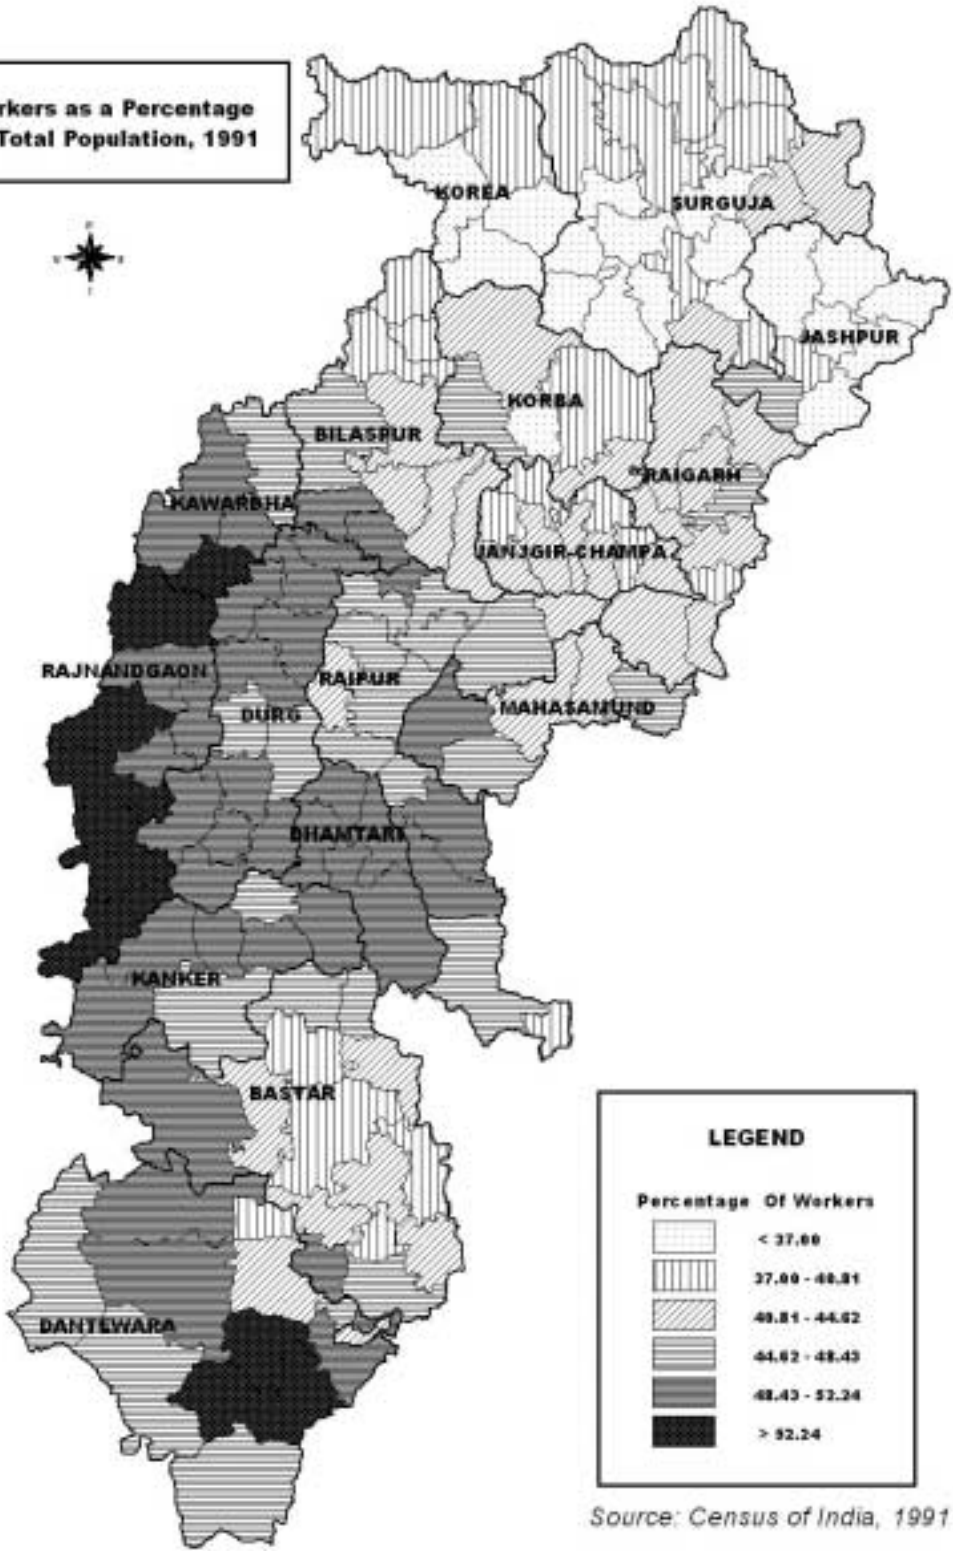 rkers as a Percentage
Total Population, 1991
KOREA
SURGUJA
JASHPUR
KORBA
BILASPUR
RAIGARH
KAWARDHA
JANJGIR-CHAMPA
RAJNANDGAON
RAIPUR
MAHASAMUND
DURG
DHAMTARI
KANKER
BASTAR
DANTEWARA
LEGEND
Percentage Of Workers
< 37.00
37.00 - 40.81
40.81 - 44.62
44.62 - 48.43
48.43 - 52.24
> 52.24
Source: Census of India, 1991